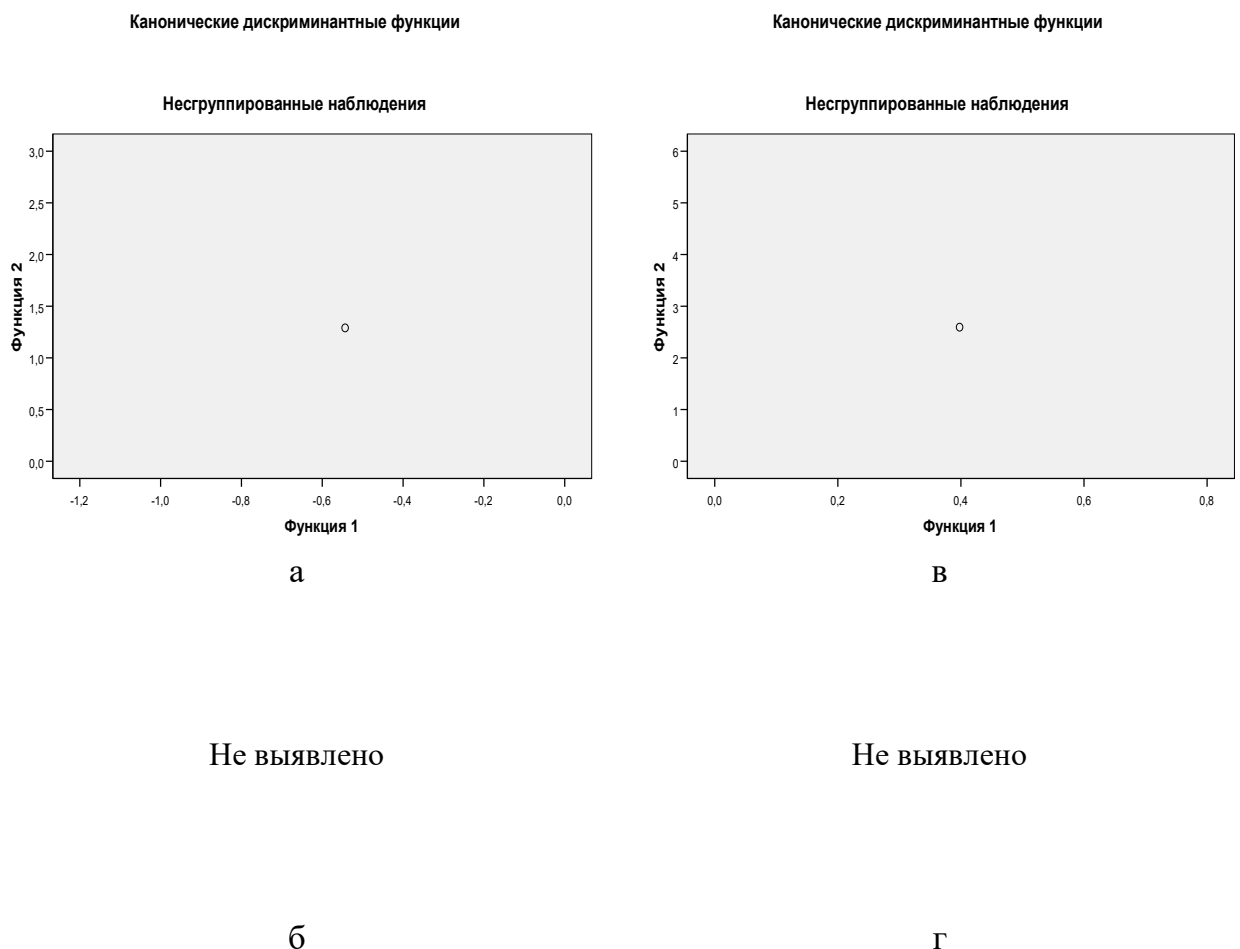 Канонические дискриминантные функции
Несгруппированные наблюдения
3,0
2,5
2,0
1,5
1,0
0,5
0,0
Функция 2
-1,2 -1,0 -0,8 -0,6 -0,4 -0,2 0,0
Функция 1
а
Канонические дискриминантные функции
Несгруппированные наблюдения
6
5
4
3
2
1
0
Функция 2
0,0 0,2 0,4 0,6 0,8
Функция 1
в
Не выявлено
б
Не выявлено
г